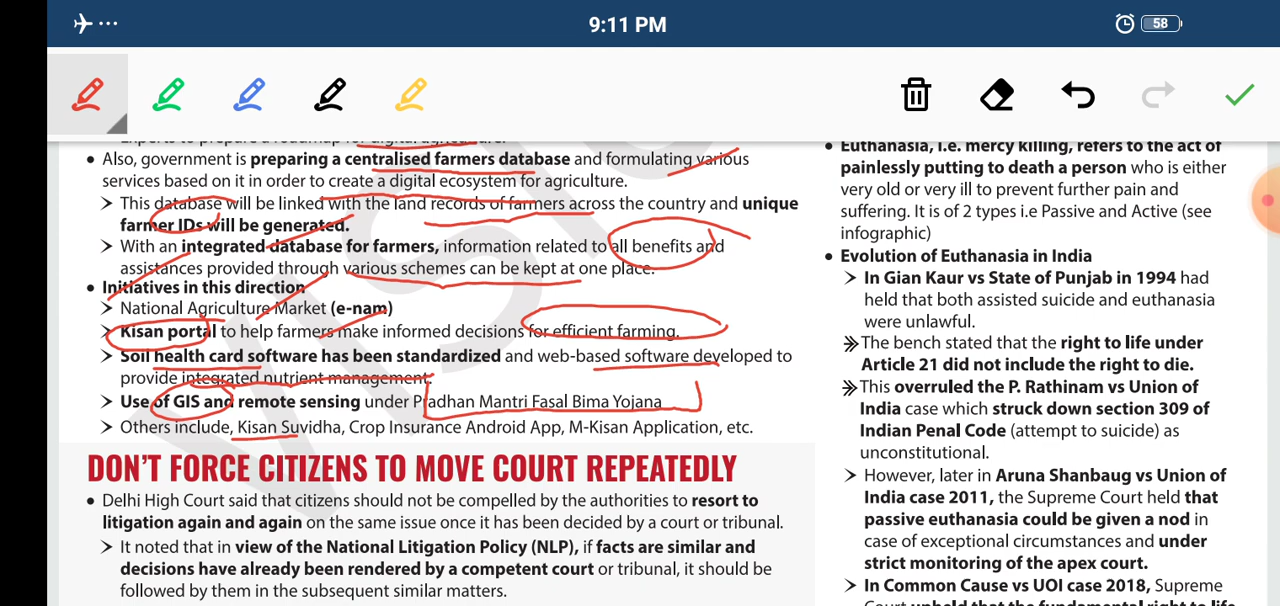 9:11 PM
58
Experts to prepare a roadmap for digital agriculture.
• Also, government is preparing a centralised farmers database and formulating various
services based on it in order to create a digital ecosystem for agriculture.
➢ This database will be linked with the land records of farmers across the country and unique
farmer IDs will be generated.
➢ With an integrated database for farmers, information related to all benefits and
assistances provided through various schemes can be kept at one place.
• Initiatives in this direction
➢ National Agriculture Market (e-nam)
➢ Kisan portal to help farmers make informed decisions for efficient farming.
➢ Soil health card software has been standardized and web-based software developed to
provide integrated nutrient management.
➢ Use of GIS and remote sensing under Pradhan Mantri Fasal Bima Yojana
➢ Others include, Kisan Suvidha, Crop Insurance Android App, M-Kisan Application, etc.
DON'T FORCE CITIZENS TO MOVE COURT REPEATEDLY
• Delhi High Court said that citizens should not be compelled by the authorities to resort to
litigation again and again on the same issue once it has been decided by a court or tribunal.
➢ It noted that in view of the National Litigation Policy (NLP), if facts are similar and
decisions have already been rendered by a competent court or tribunal, it should be
followed by them in the subsequent similar matters.
• Euthanasia, i.e. mercy killing, refers to the act of
painlessly putting to death a person who is either
very old or very ill to prevent further pain and
suffering. It is of 2 types i.e Passive and Active (see
infographic)
• Evolution of Euthanasia in India
➢ In Gian Kaur vs State of Punjab in 1994 had
held that both assisted suicide and euthanasia
were unlawful.
The bench stated that the right to life under
Article 21 did not include the right to die.
This overruled the P. Rathinam vs Union of
India case which struck down section 309 of
Indian Penal Code (attempt to suicide) as
unconstitutional.
➢ However, later in Aruna Shanbaug vs Union of
India case 2011, the Supreme Court held that
passive euthanasia could be given a nod in
case of exceptional circumstances and under
strict monitoring of the apex court.
➢ In Common Cause vs UOI case 2018, Supreme
Court upheld that the fundamental right to life